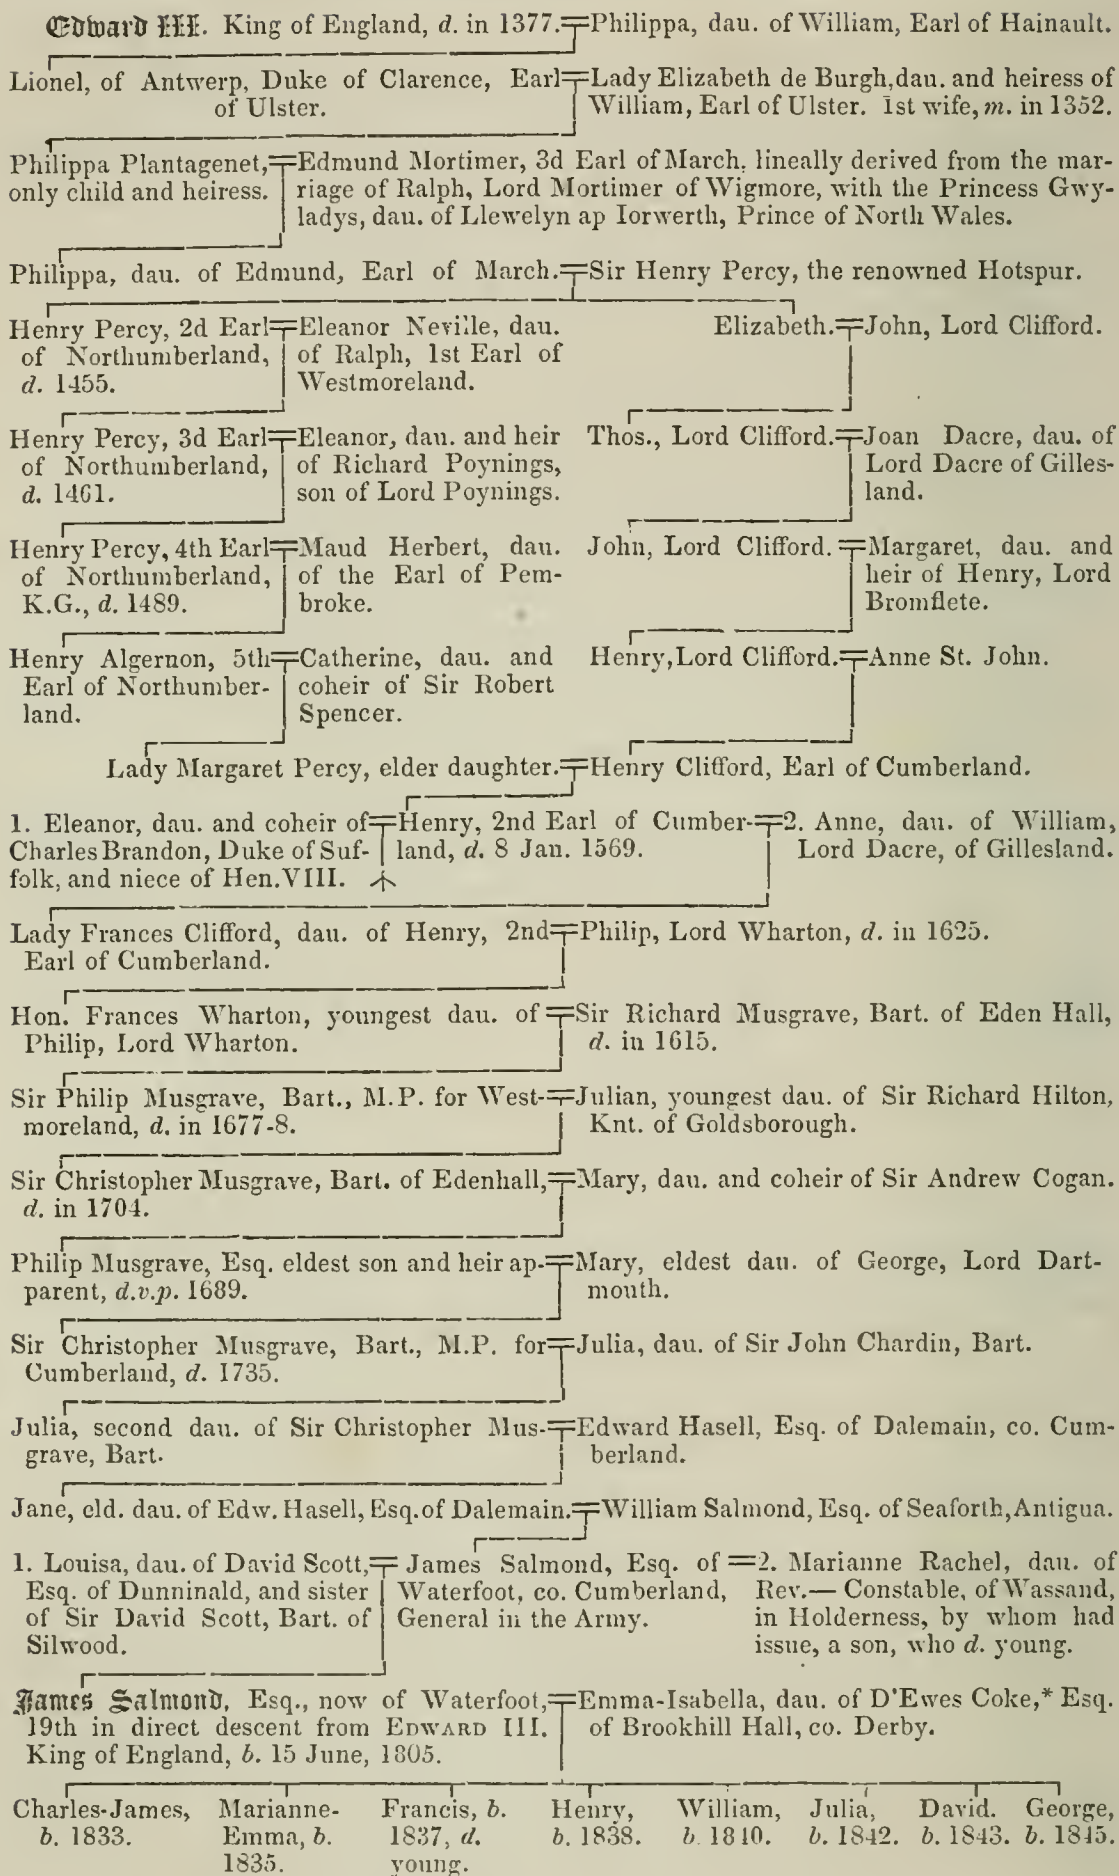 Edward III. King of England, d. in 1377.=Philippa, dau. of William, Earl of Hainault.
Lionel, of Antwerp, Duke of Clarence, Earl
of Ulster.
Lady Elizabeth de Burgh, dau. and heiress of
William, Earl of Ulster. 1st wife, m. in 1352.
Philippa Plantagenet,
only child and heiress.
Edmund Mortimer, 3d Earl of March, lineally derived from the mar-
riage of Ralph, Lord Mortimer of Wigmore, with the Princess Gwy-
ladys, dau. of Llewelyn ap Iorwerth, Prince of North Wales.
Philippa, dau. of Edmund, Earl of March.=Sir Henry Percy, the renowned Hotspur.
Henry Percy, 2d Earl
of Northumberland,
d. 1455.
Eleanor Neville, dau.
of Ralph, 1st Earl of
Westmoreland.
Elizabeth.=John, Lord Clifford.
Henry Percy, 3d Earl
of Northumberland,
d. 1461.
Eleanor, dau. and heir
of Richard Poynings,
son of Lord Poynings.
Thos., Lord Clifford.
Joan Dacre, dau. of
Lord Dacre of Gilles-
land.
Henry Percy, 4th Earl
of Northumberland,
K.G., d. 1489.
Maud Herbert, dau.
of the Earl of Pem-
broke.
John, Lord Clifford.
Margaret, dau. and
heir of Henry, Lord
Bromflete.
Henry Algernon, 5th
Earl of Northumber-
land.
Catherine, dau. and
coheir of Sir Robert
Spencer.
Henry, Lord Clifford.=Anne St. John.
Lady Margaret Percy, elder daughter.=Henry Clifford, Earl of Cumberland.
1. Eleanor, dau. and coheir of
Charles Brandon, Duke of Suf-
folk, and niece of Hen. VIII.
Henry, 2nd Earl of Cumber-
land, d. 8 Jan. 1569.
2. Anne, dau. of William,
Lord Dacre, of Gillesland.
Lady Frances Clifford, dau. of Henry, 2nd
Earl of Cumberland.
Philip, Lord Wharton, d. in 1625.
Hon. Frances Wharton, youngest dau. of
Philip, Lord Wharton.
Sir Richard Musgrave, Bart. of Eden Hall,
d. in 1615.
Sir Philip Musgrave, Bart., M.P. for West-
moreland, d. in 1677-8.
Julian, youngest dau. of Sir Richard Hilton,
Knt. of Goldsborough.
Sir Christopher Musgrave, Bart. of Edenhall,
d. in 1704.
Mary, dau. and coheir of Sir Andrew Cogan.
Philip Musgrave, Esq. eldest son and heir ap-
parent, d.v.p. 1689.
Mary, eldest dau. of George, Lord Dart-
mouth.
Sir Christopher Musgrave, Bart., M.P. for
Cumberland, d. 1735.
Julia, dau. of Sir John Chardin, Bart.
Julia, second dau. of Sir Christopher Mus-
grave, Bart.
Edward Hasell, Esq. of Dalemain, co. Cum-
berland.
Jane, eld. dau. of Edw. Hasell, Esq. of Dalemain.=William Salmond, Esq. of Seaforth, Antigua.
1. Louisa, dau. of David Scott,
Esq. of Dunninald, and sister
of Sir David Scott, Bart. of
Silwood.
James Salmond, Esq. of
Waterfoot, co. Cumberland,
General in the Army.
2. Marianne Rachel, dau. of
Rev.— Constable, of Wassand,
in Holderness, by whom had
issue, a son, who d. young.
James Salmond, Esq., now of Waterfoot,
19th in direct descent from EDWARD III.
King of England, b. 15 June, 1805.
Emma-Isabella, dau. of D'Ewes Coke,* Esq.
of Brookhill Hall, co. Derby.
Charles-James,
b. 1833.
Marianne-
Emma, b.
1835.
Francis, b.
1837, d.
young.
Henry,
b. 1838.
William,
b. 1840.
Julia,
b. 1842.
David.
b. 1843.
George,
b. 1845.